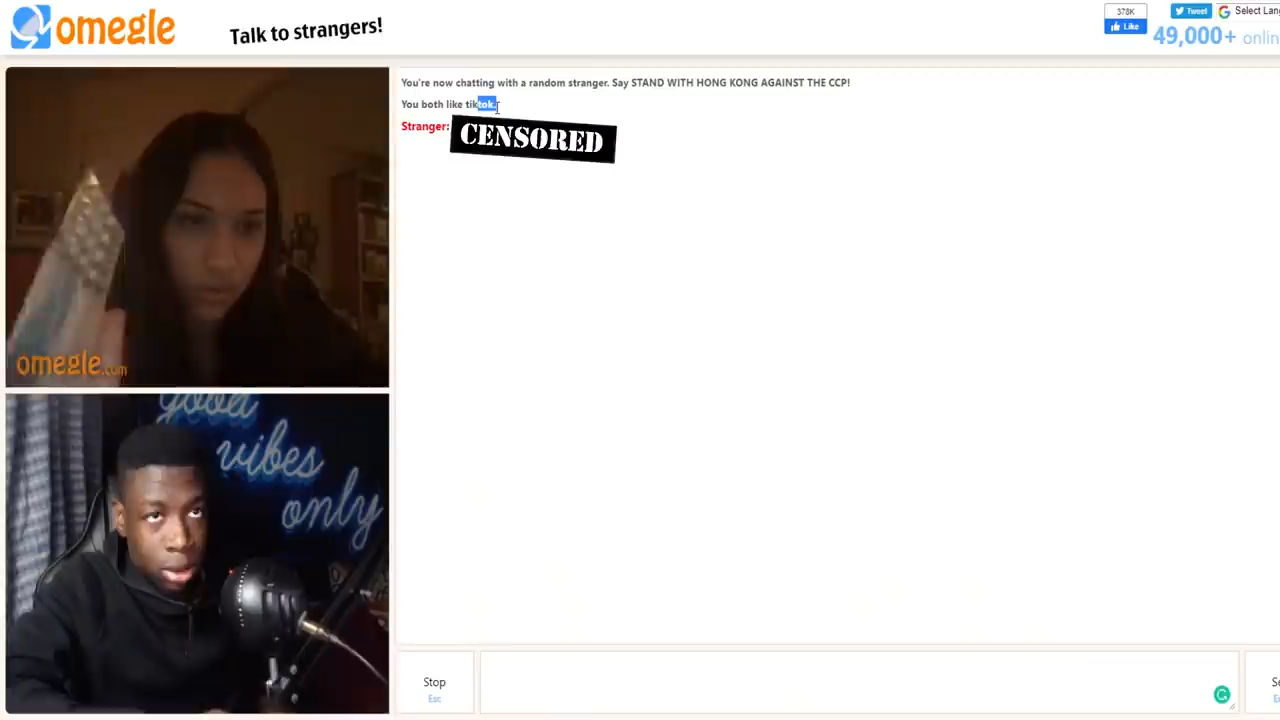 omegle
Talk to strangers!
378K
Like
Tweet
Select Lan
49,000+ onlin
You're now chatting with a random stranger. Say STAND WITH HONG KONG AGAINST THE CCP!
You both like tiktok.
Stranger:
CENSORED
omegle.com
good
vibes
only
Stop
Esc